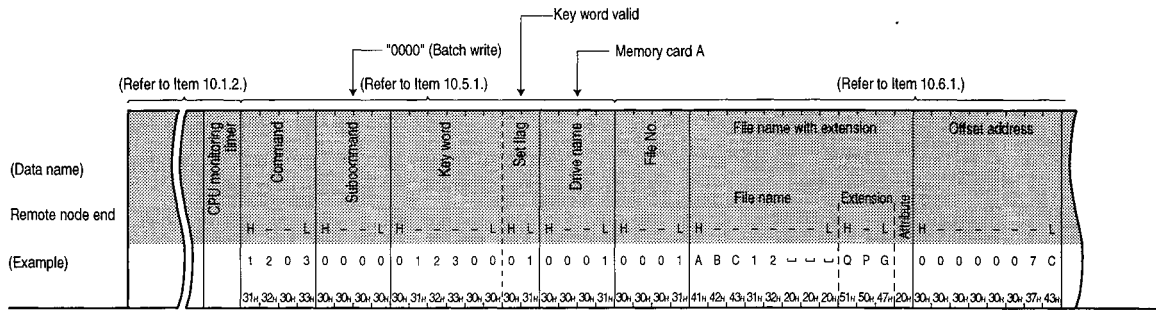 Key word valid
"0000" (Batch write)
Memory card A
(Refer to Item 10.1.2.)
(Refer to Item 10.5.1.)
(Refer to Item 10.6.1.)
(Data name)
Remote node end
(Example)
CPU monitoring timer
Command
Subcommand
Key word
Set flag
Drive name
File No.
File name with extension
Offset address
File name
Extension
Attribute
H - - L H - - L H - - - - L H L H - - L H - - L H - - - - - - L H - L H - - - - - - L
1 2 0 3 0 0 0 0 0 1 2 3 0 0 0 1 0 0 0 1 0 0 0 1 A B C 1 2 ⎵ ⎵ ⎵ Q P G 0 0 0 0 0 0 7 C
31H 32H 30H 33H 30H 30H 30H 30H 30H 31H 32H 33H 30H 30H 30H 31H 30H 30H 30H 31H 30H 30H 30H 31H 41H 42H 43H 31H 32H 20H 20H 20H 51H 50H 47H 20H 30H 30H 30H 30H 30H 30H 37H 43H